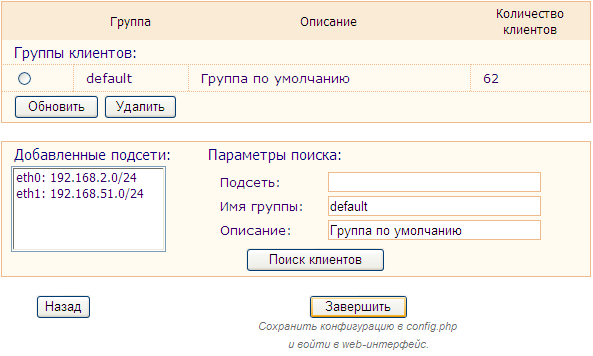 Группа Описание Количество клиентов
Группы клиентов:
default Группа по умолчанию 62
Обновить Удалить
Добавленные подсети: Параметры поиска:
eth0: 192.168.2.0/24
eth1: 192.168.51.0/24
Подсеть:
Имя группы: default
Описание: Группа по умолчанию
Поиск клиентов
Назад Завершить
Сохранить конфигурацию в config.php
и войти в web-интерфейс.